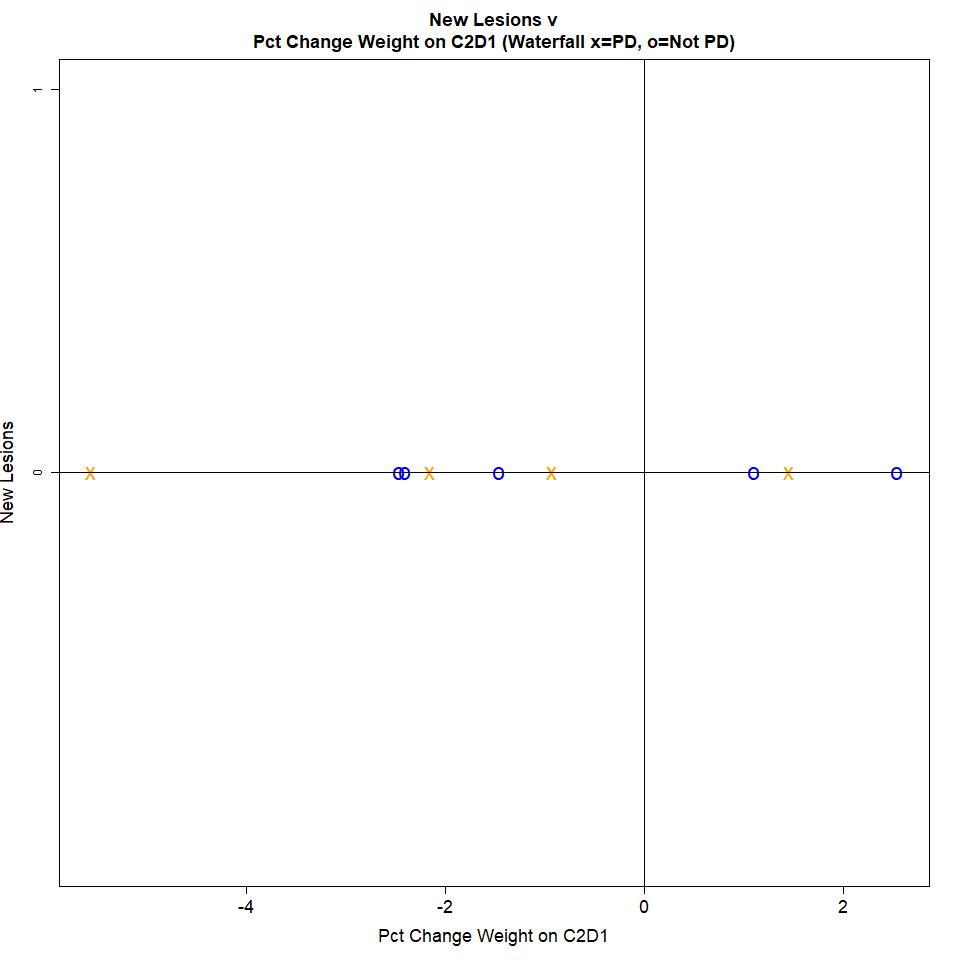 New Lesions v
Pct Change Weight on C2D1 (Waterfall x=PD, o=Not PD)
1
0
New Lesions
X
O
O
X
O
X
O
X
O
-4
-2
0
2
Pct Change Weight on C2D1